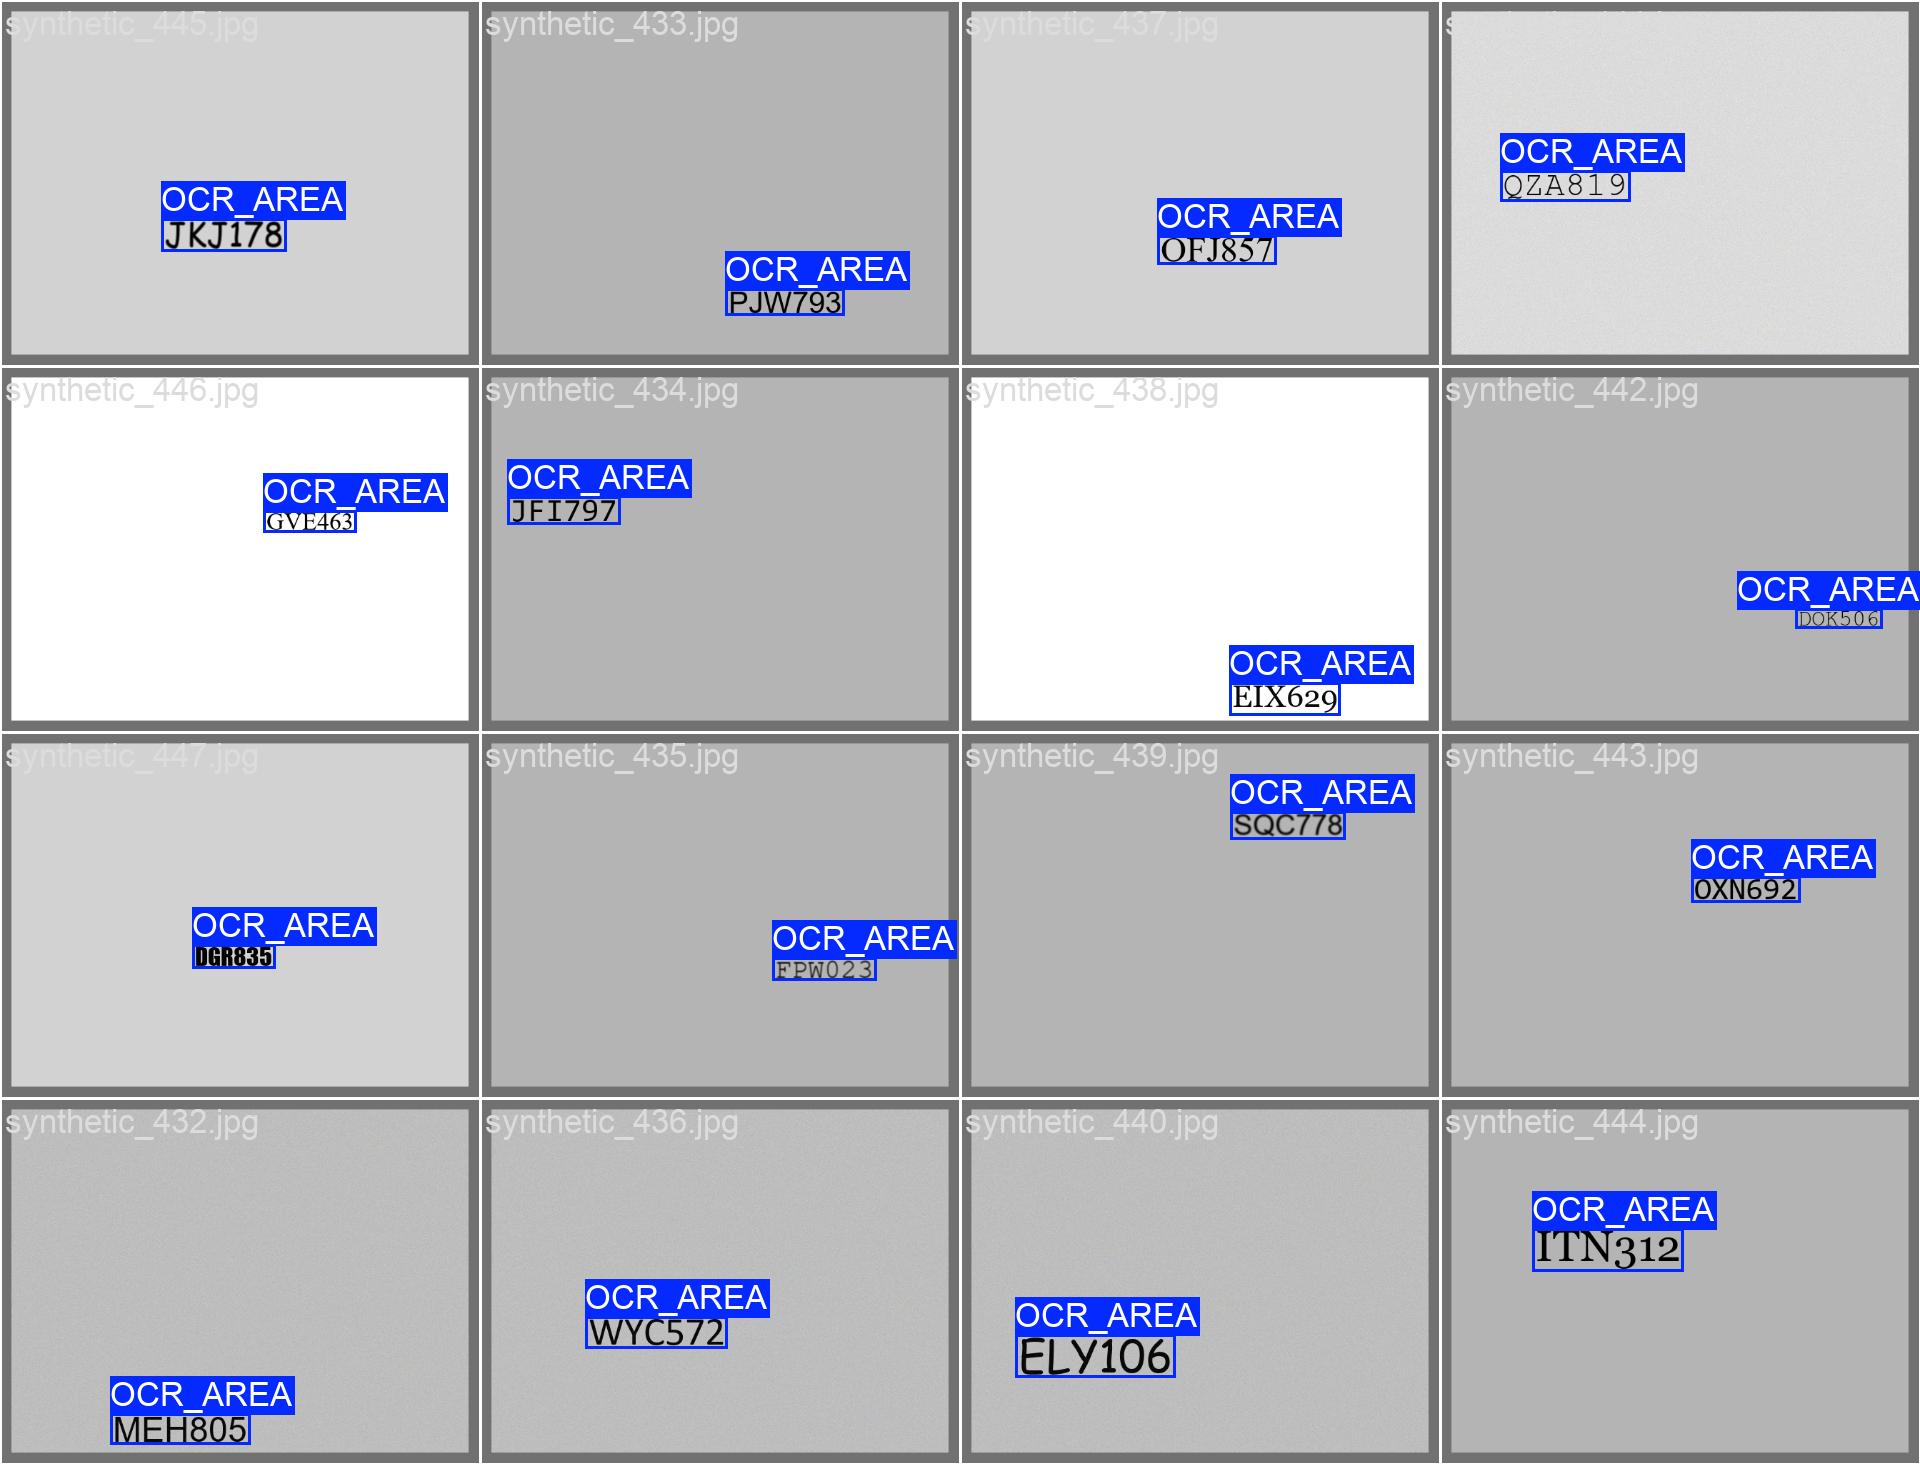 synthetic_445.jpg
OCR_AREA
JKJ178
synthetic_433.jpg
OCR_AREA
PJW793
synthetic_437.jpg
OCR_AREA
OFJ857
OCR_AREA
QZA819
synthetic_446.jpg
OCR_AREA
GVE463
synthetic_434.jpg
OCR_AREA
JFI797
synthetic_438.jpg
OCR_AREA
EIX629
synthetic_442.jpg
OCR_AREA
DOK506
synthetic_447.jpg
OCR_AREA
DGR835
synthetic_435.jpg
OCR_AREA
FPW023
synthetic_439.jpg
OCR_AREA
SQC778
synthetic_443.jpg
OCR_AREA
OXN692
synthetic_432.jpg
OCR_AREA
MEH805
synthetic_436.jpg
OCR_AREA
WYC572
synthetic_440.jpg
OCR_AREA
ELY106
synthetic_444.jpg
OCR_AREA
ITN312